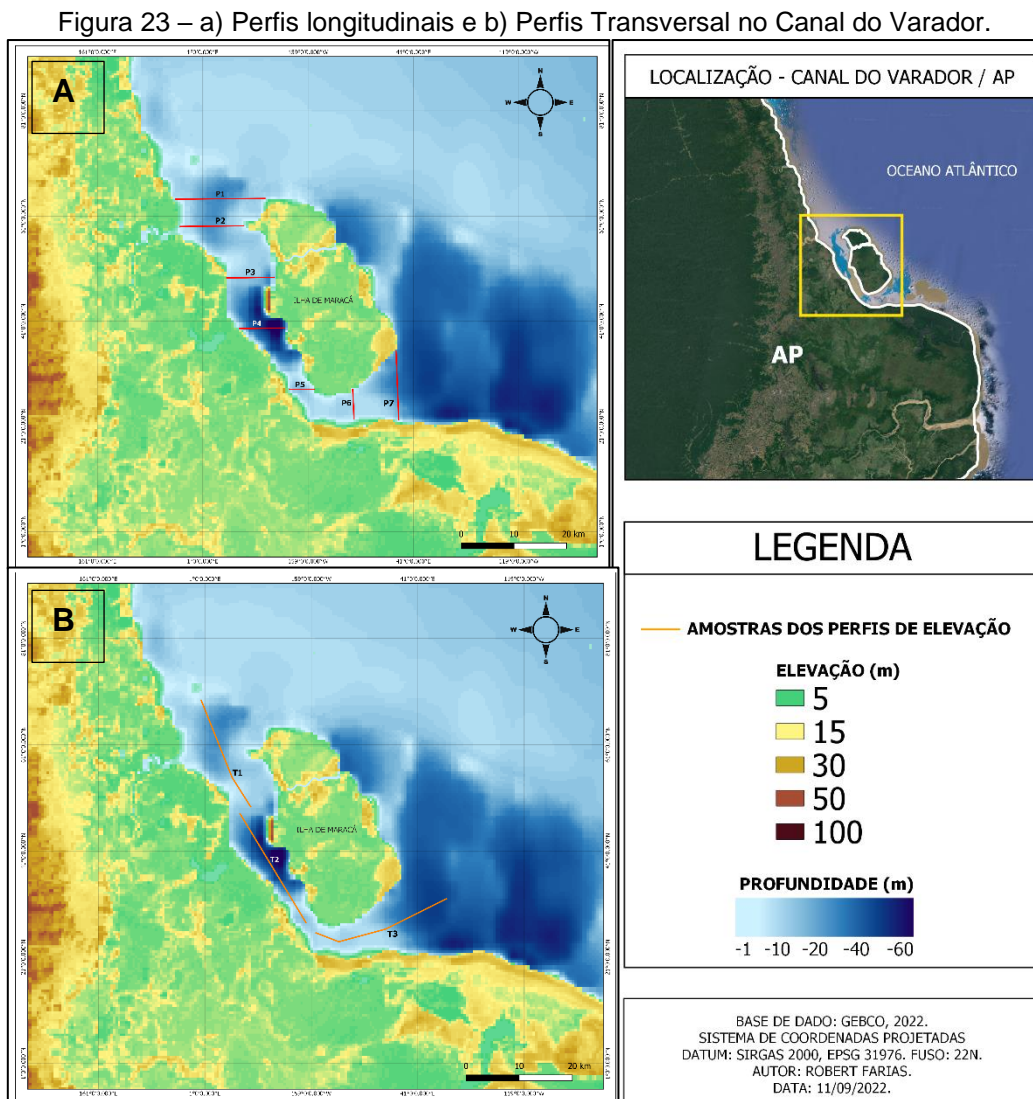 Figura 23 – a) Perfis longitudinais e b) Perfis Transversal no Canal do Varador.
A
N
W
E
S
P1
P2
P3
ILHA DE MARACÁ
P4
P5
P6
P7
0 10 20 km
B
N
W
E
S
T1
ILHA DE MARACÁ
T2
T3
0 10 20 km
LOCALIZAÇÃO - CANAL DO VARADOR / AP
OCEANO ATLÂNTICO
AP
LEGENDA
AMOSTRAS DOS PERFIS DE ELEVAÇÃO
ELEVAÇÃO (m)
5
15
30
50
100
PROFUNDIDADE (m)
-1 -10 -20 -40 -60
BASE DE DADO: GEBCO, 2022.
SISTEMA DE COORDENADAS PROJETADAS
DATUM: SIRGAS 2000, EPSG 31976. FUSO: 22N.
AUTOR: ROBERT FARIAS.
DATA: 11/09/2022.